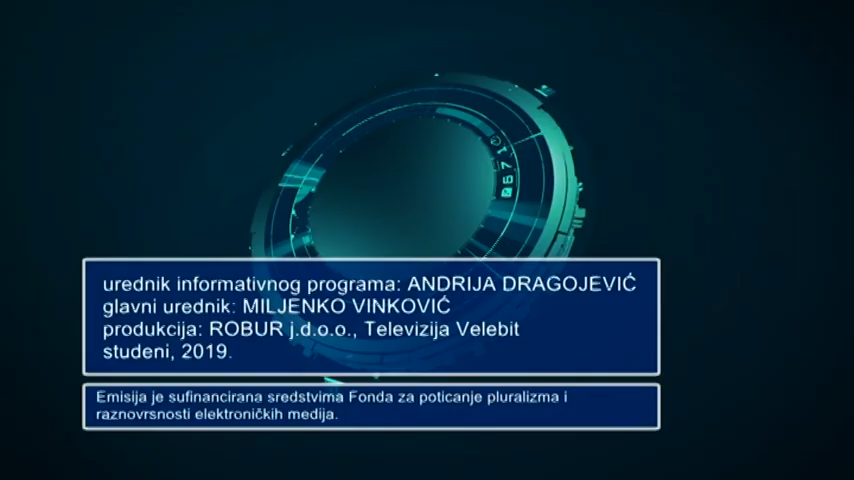 urednik informativnog programa: ANDRIJA DRAGOJEVIĆ
glavni urednik: MILJENKO VINKOVIĆ
produkcija: ROBUR j.d.o.o., Televizija Velebit
studeni, 2019.
Emisija je sufinancirana sredstvima Fonda za poticanje pluralizma i
raznovrsnosti elektroničkih medija.